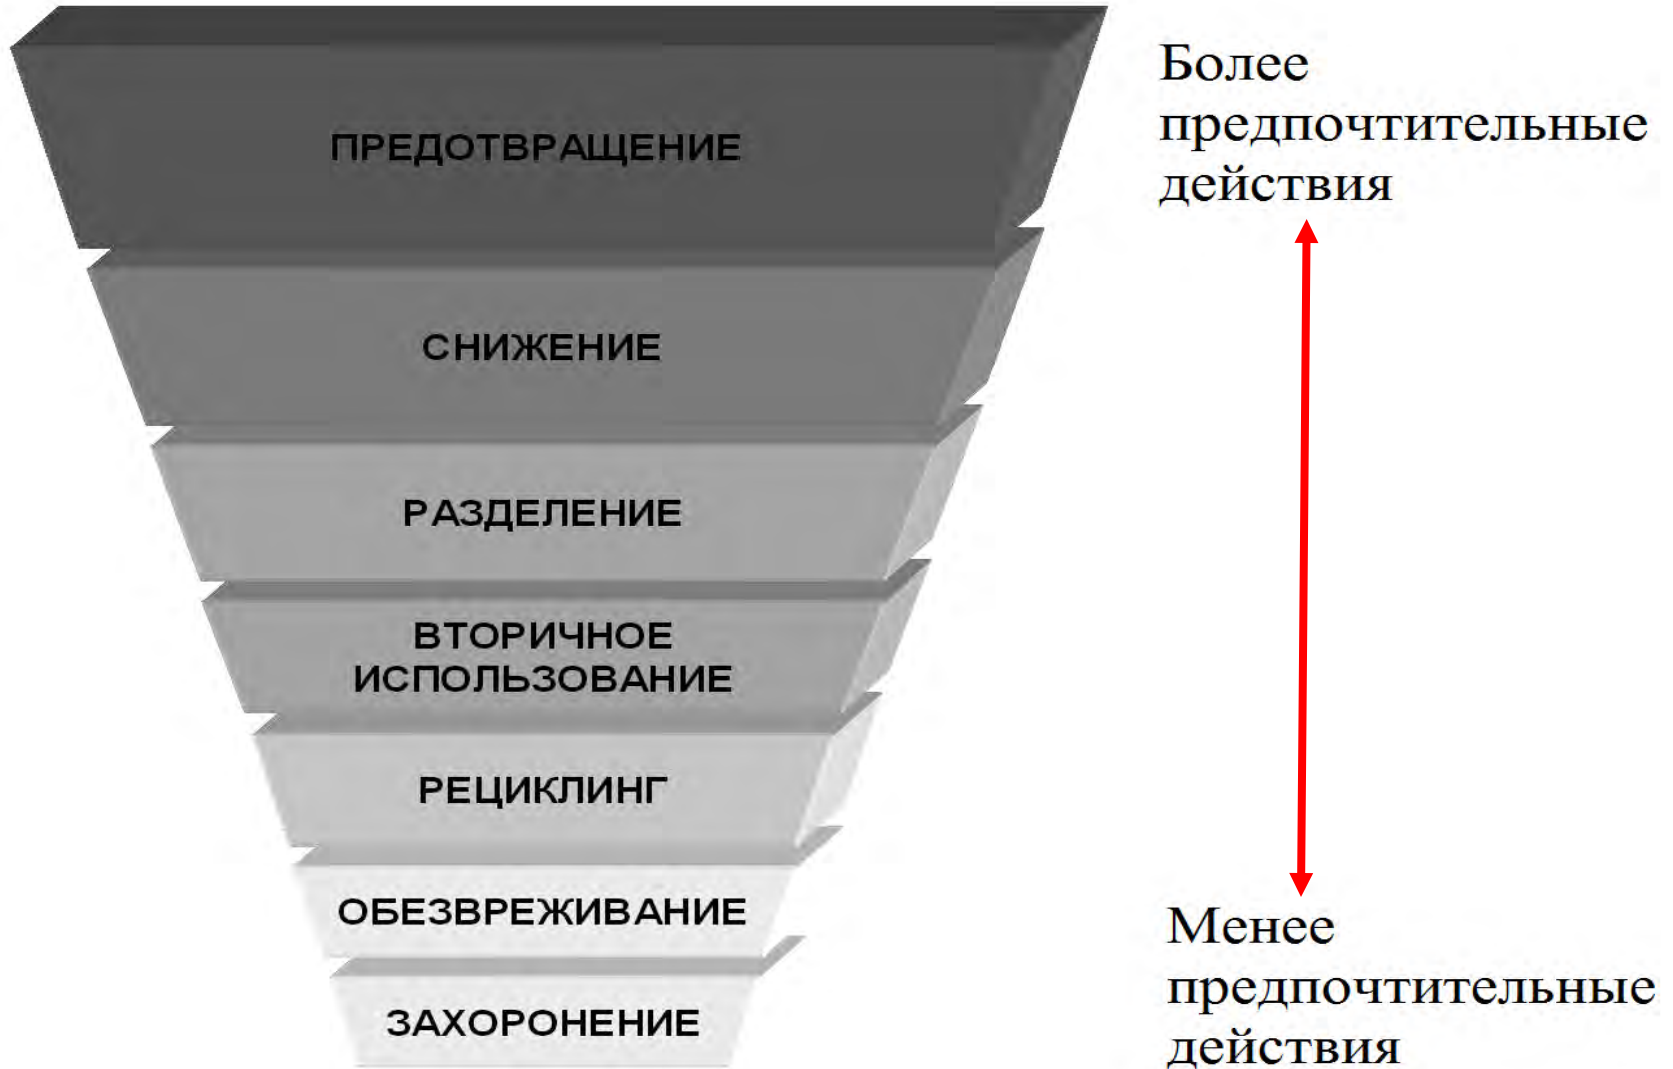 ПРЕДОТВРАЩЕНИЕ
СНИЖЕНИЕ
РАЗДЕЛЕНИЕ
ВТОРИЧНОЕ
ИСПОЛЬЗОВАНИЕ
РЕЦИКЛИНГ
ОБЕЗВРЕЖИВАНИЕ
ЗАХОРОНЕНИЕ
Более
предпочтительные
действия
Менее
предпочтительные
действия